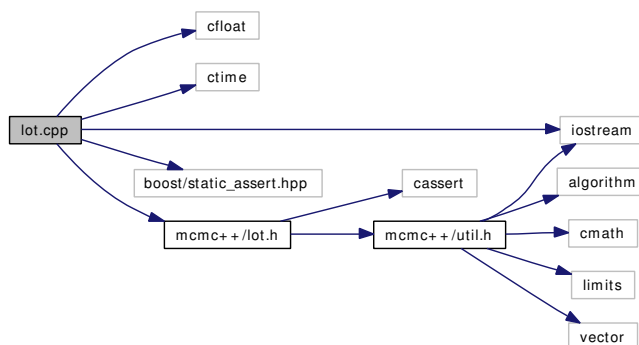 cfloat
ctime
lot.cpp
iostream
boost/static_assert.hpp
cassert
algorithm
mcmc++/lot.h
mcmc++/util.h
cmath
limits
vector